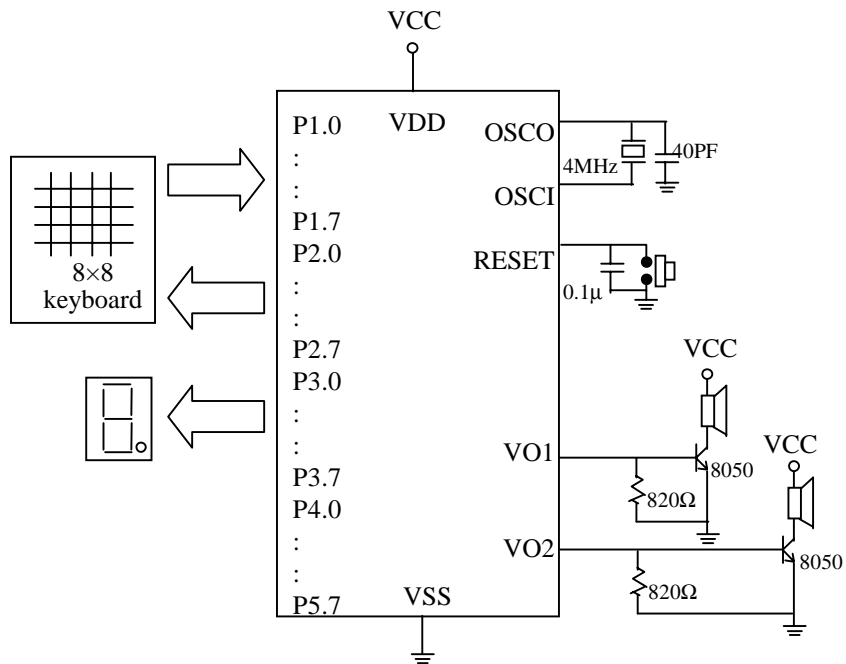 VCC
P1.0
VDD
OSCO
:
4MHz
40PF
:
OSCI
P1.7
P2.0
RESET
8×8
keyboard
:
0.1μ
:
P2.7
VCC
P3.0
:
VCC
:
VO1
8050
P3.7
820Ω
P4.0
:
VO2
8050
:
820Ω
P5.7
VSS